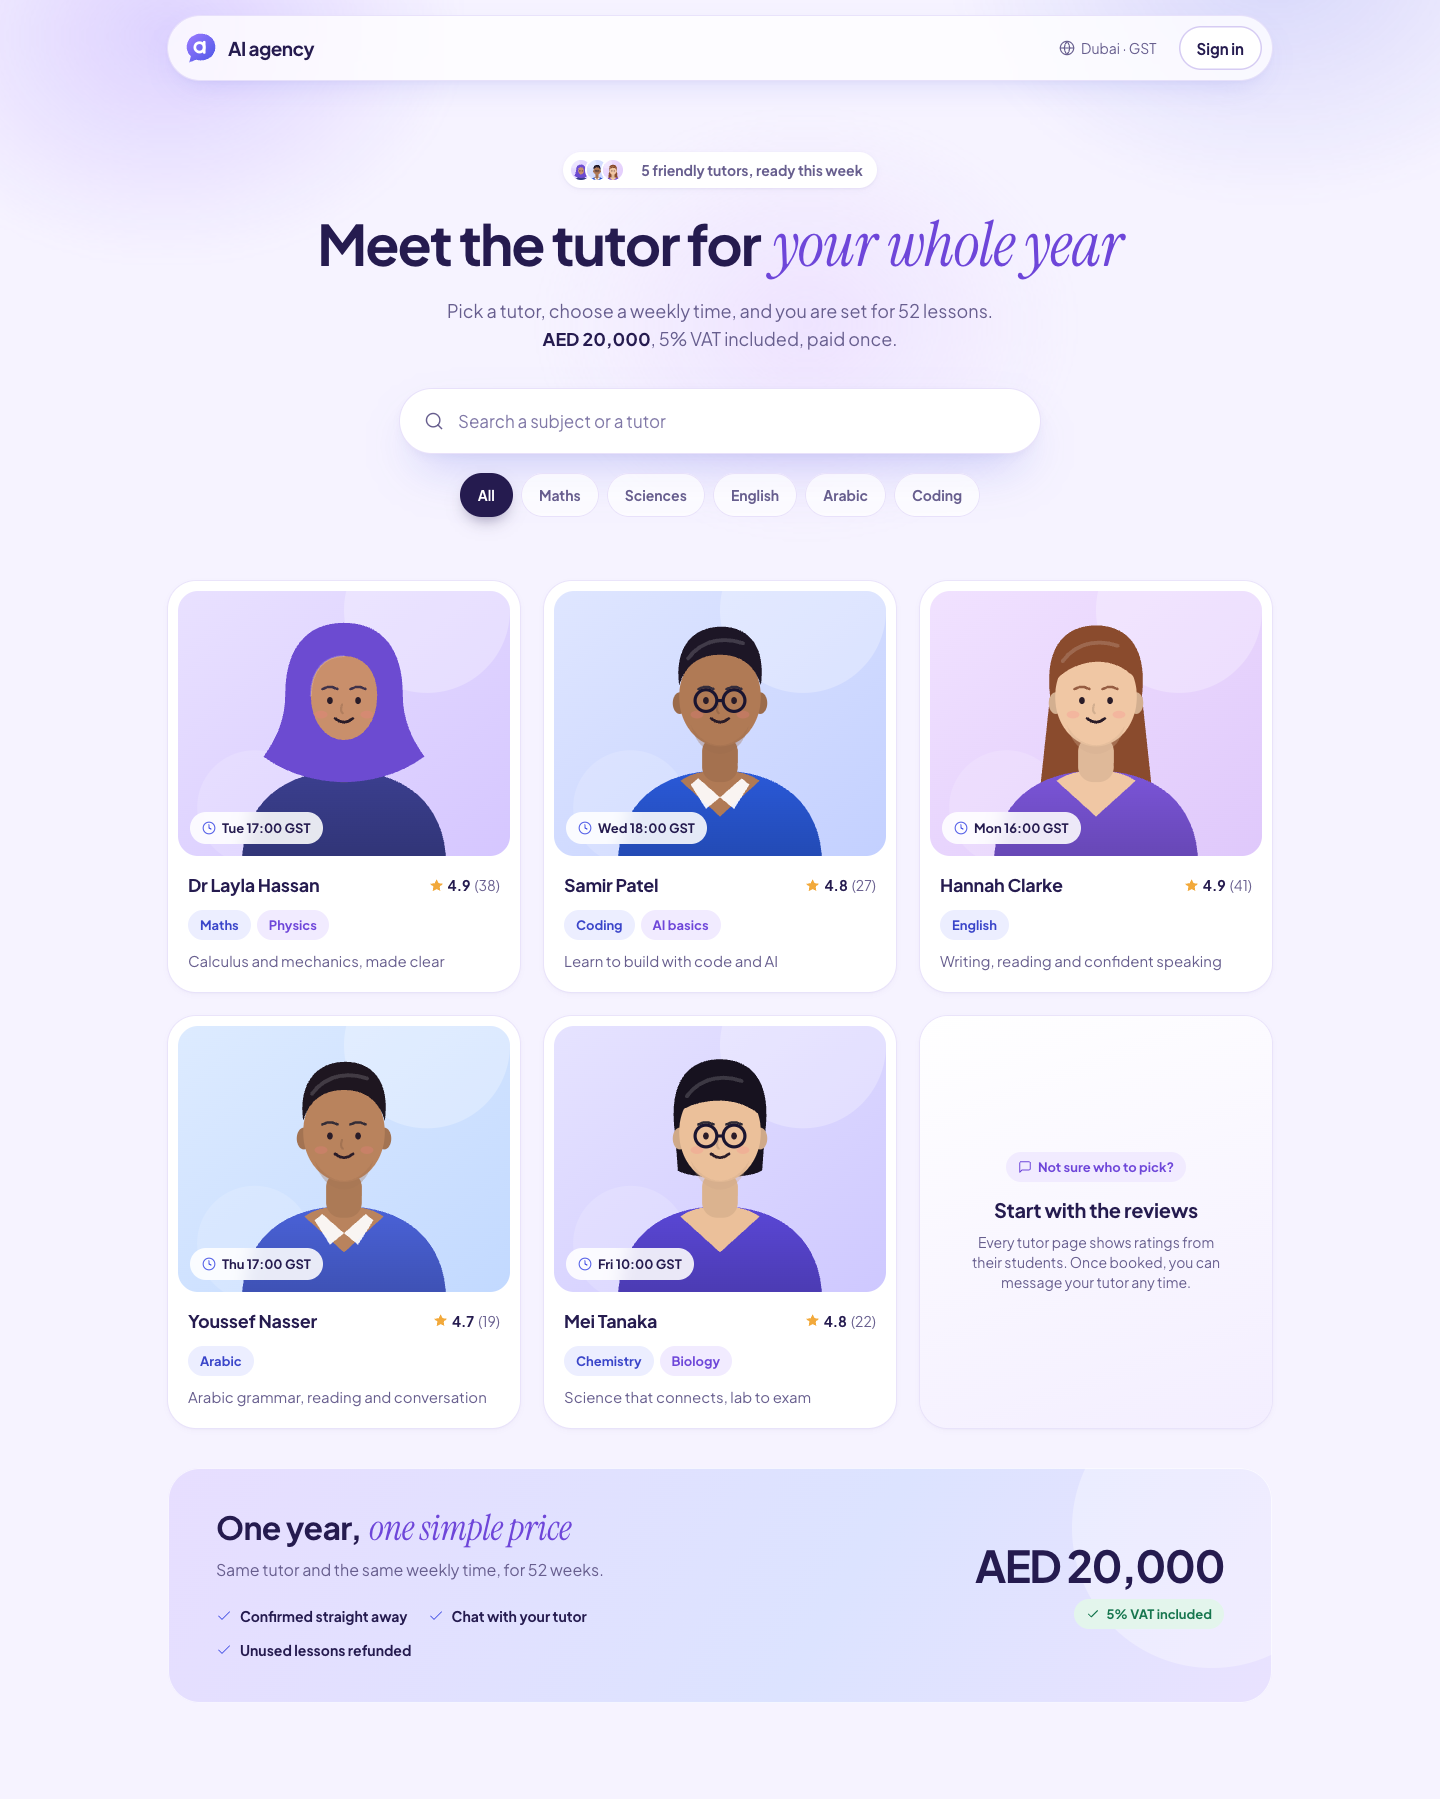 AI agency
Dubai · GST
Sign in
5 friendly tutors, ready this week
Meet the tutor for your whole year
Pick a tutor, choose a weekly time, and you are set for 52 lessons.
AED 20,000, 5% VAT included, paid once.
Search a subject or a tutor
All
Maths
Sciences
English
Arabic
Coding
Tue 17:00 GST
Dr Layla Hassan
4.9 (38)
Maths
Physics
Calculus and mechanics, made clear
Wed 18:00 GST
Samir Patel
4.8 (27)
Coding
AI basics
Learn to build with code and AI
Mon 16:00 GST
Hannah Clarke
4.9 (41)
English
Writing, reading and confident speaking
Thu 17:00 GST
Youssef Nasser
4.7 (19)
Arabic
Arabic grammar, reading and conversation
Fri 10:00 GST
Mei Tanaka
4.8 (22)
Chemistry
Biology
Science that connects, lab to exam
Not sure who to pick?
Start with the reviews
Every tutor page shows ratings from
their students. Once booked, you can
message your tutor any time.
One year, one simple price
Same tutor and the same weekly time, for 52 weeks.
Confirmed straight away
Chat with your tutor
Unused lessons refunded
AED 20,000
5% VAT included